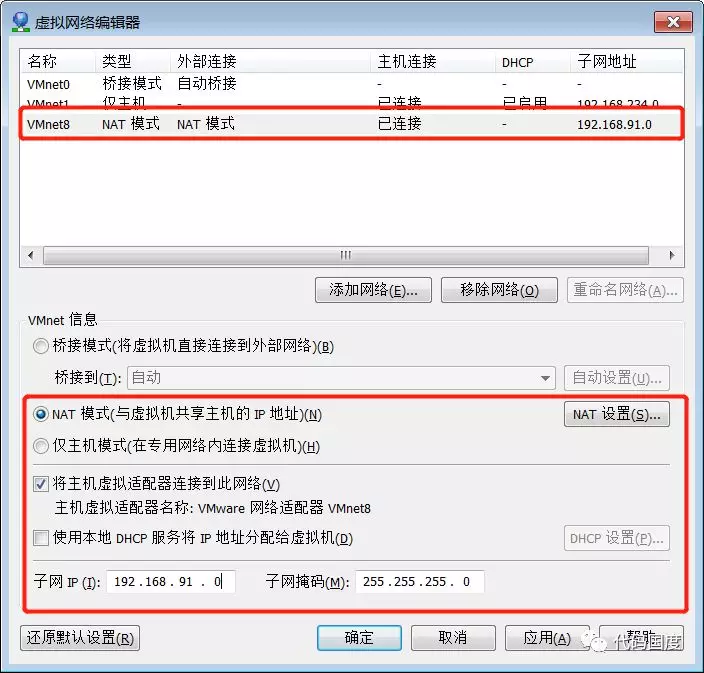 虚拟网络编辑器
名称 类型 外部连接 主机连接 DHCP 子网地址
VMnet0 桥接模式 自动桥接 - - -
VMnet1 仅主机... - 已连接 已启用 192.168.234.0
VMnet8 NAT 模式 NAT 模式 已连接 - 192.168.91.0
添加网络(E)... 移除网络(O) 重命名网络(A)...
VMnet 信息
桥接模式(将虚拟机直接连接到外部网络)(B)
桥接到(T): 自动 自动设置(U)...
NAT 模式(与虚拟机共享主机的 IP 地址)(N) NAT 设置(S)...
仅主机模式(在专用网络内连接虚拟机)(H)
将主机虚拟适配器连接到此网络(V)
主机虚拟适配器名称: VMware 网络适配器 VMnet8
使用本地 DHCP 服务将 IP 地址分配给虚拟机(D) DHCP 设置(P)...
子网 IP (I): 192.168. 91 . 0 子网掩码(M): 255.255.255. 0
还原默认设置(R) 确定 取消 应用(A) 帮助
代码国度